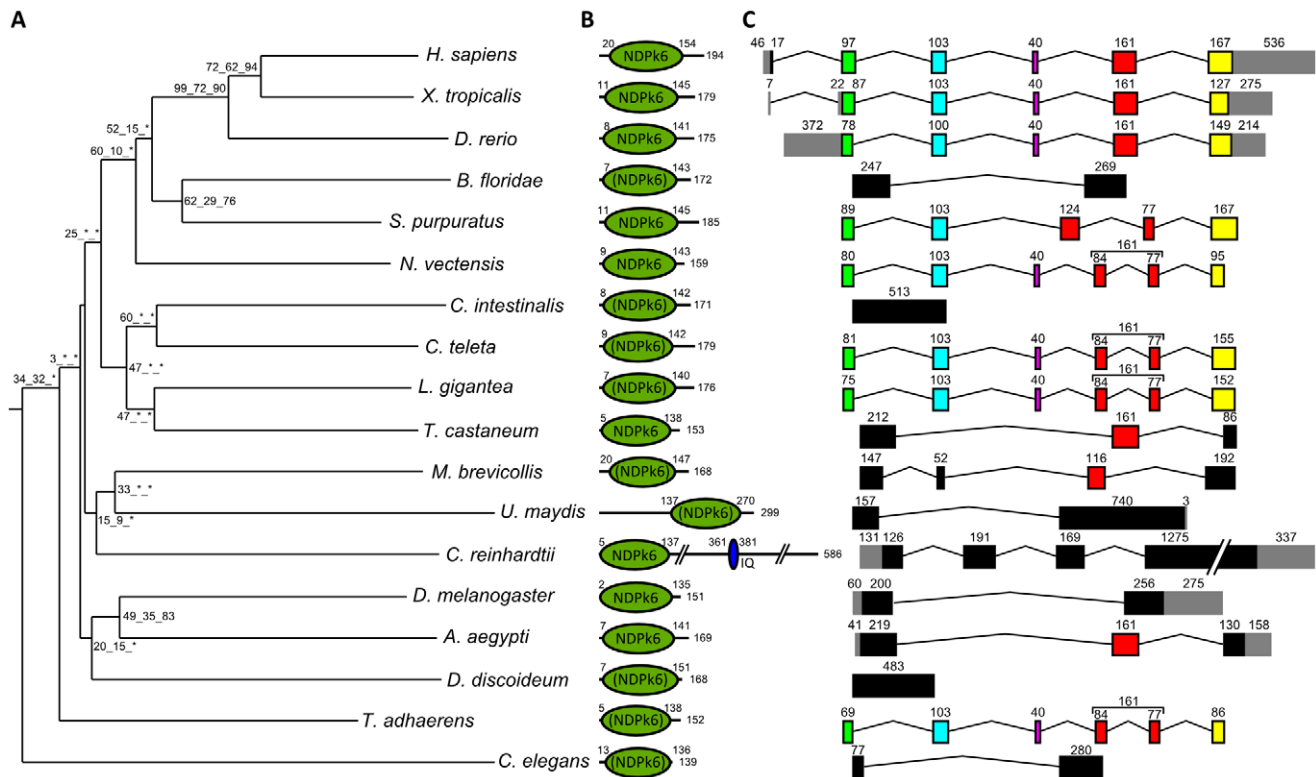 A B C
46 17 97 103 40 161 167 536
H. sapiens 20 NDPk6 154 194
72_62_94
7 22 87 103 40 161 127 275
X. tropicalis 11 NDPk6 145 179
99_72_90
372 78 100 40 161 149 214
D. rerio 8 NDPk6 141 175
52_15_*
60_10_*
247 269
B. floridae 7 (NDPk6) 143 172
62_29_76
89 103 124 77 167
S. purpuratus 11 NDPk6 145 185
25_*_*
161
80 103 40 84 77 95
N. vectensis 9 (NDPk6) 143 159
513
C. intestinalis 8 (NDPk6) 142 171
60_*_*
161
81 103 40 84 77 155
C. teleta 9 (NDPk6) 142 179
3_*_*
47_*_*
161
75 103 40 84 77 152
L. gigantea 7 (NDPk6) 140 176
34_32_*
47_*_*
212 161 86
T. castaneum 5 NDPk6 138 153
147 52 116 192
M. brevicollis 20 (NDPk6) 147 168
33_*_*
157 740 3
U. maydis 137 (NDPk6) 270 299
15_9_*
131 126 191 169 1275 337
C. reinhardtii 5 NDPk6 137 361 381 586
IQ
60 200 256 275
D. melanogaster 2 NDPk6 135 151
49_35_83
41 219 161 130 158
A. aegypti 7 NDPk6 141 169
20_15_*
483
D. discoideum 7 (NDPk6) 151 168
161
69 103 40 84 77 86
T. adhaerens 5 (NDPk6) 138 152
77 280
C. elegans 13 (NDPk6) 136 139